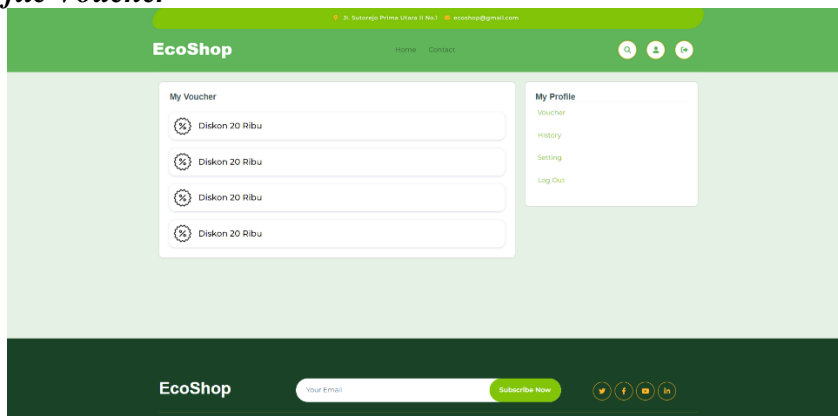 Voucher
Jl. Sutorejo Prima Utara II No.1 ecoshop@gmail.com
EcoShop
Home Contact
My Voucher
Diskon 20 Ribu
Diskon 20 Ribu
Diskon 20 Ribu
Diskon 20 Ribu
My Profile
Voucher
History
Setting
Log Out
EcoShop
Your Email
Subscribe Now